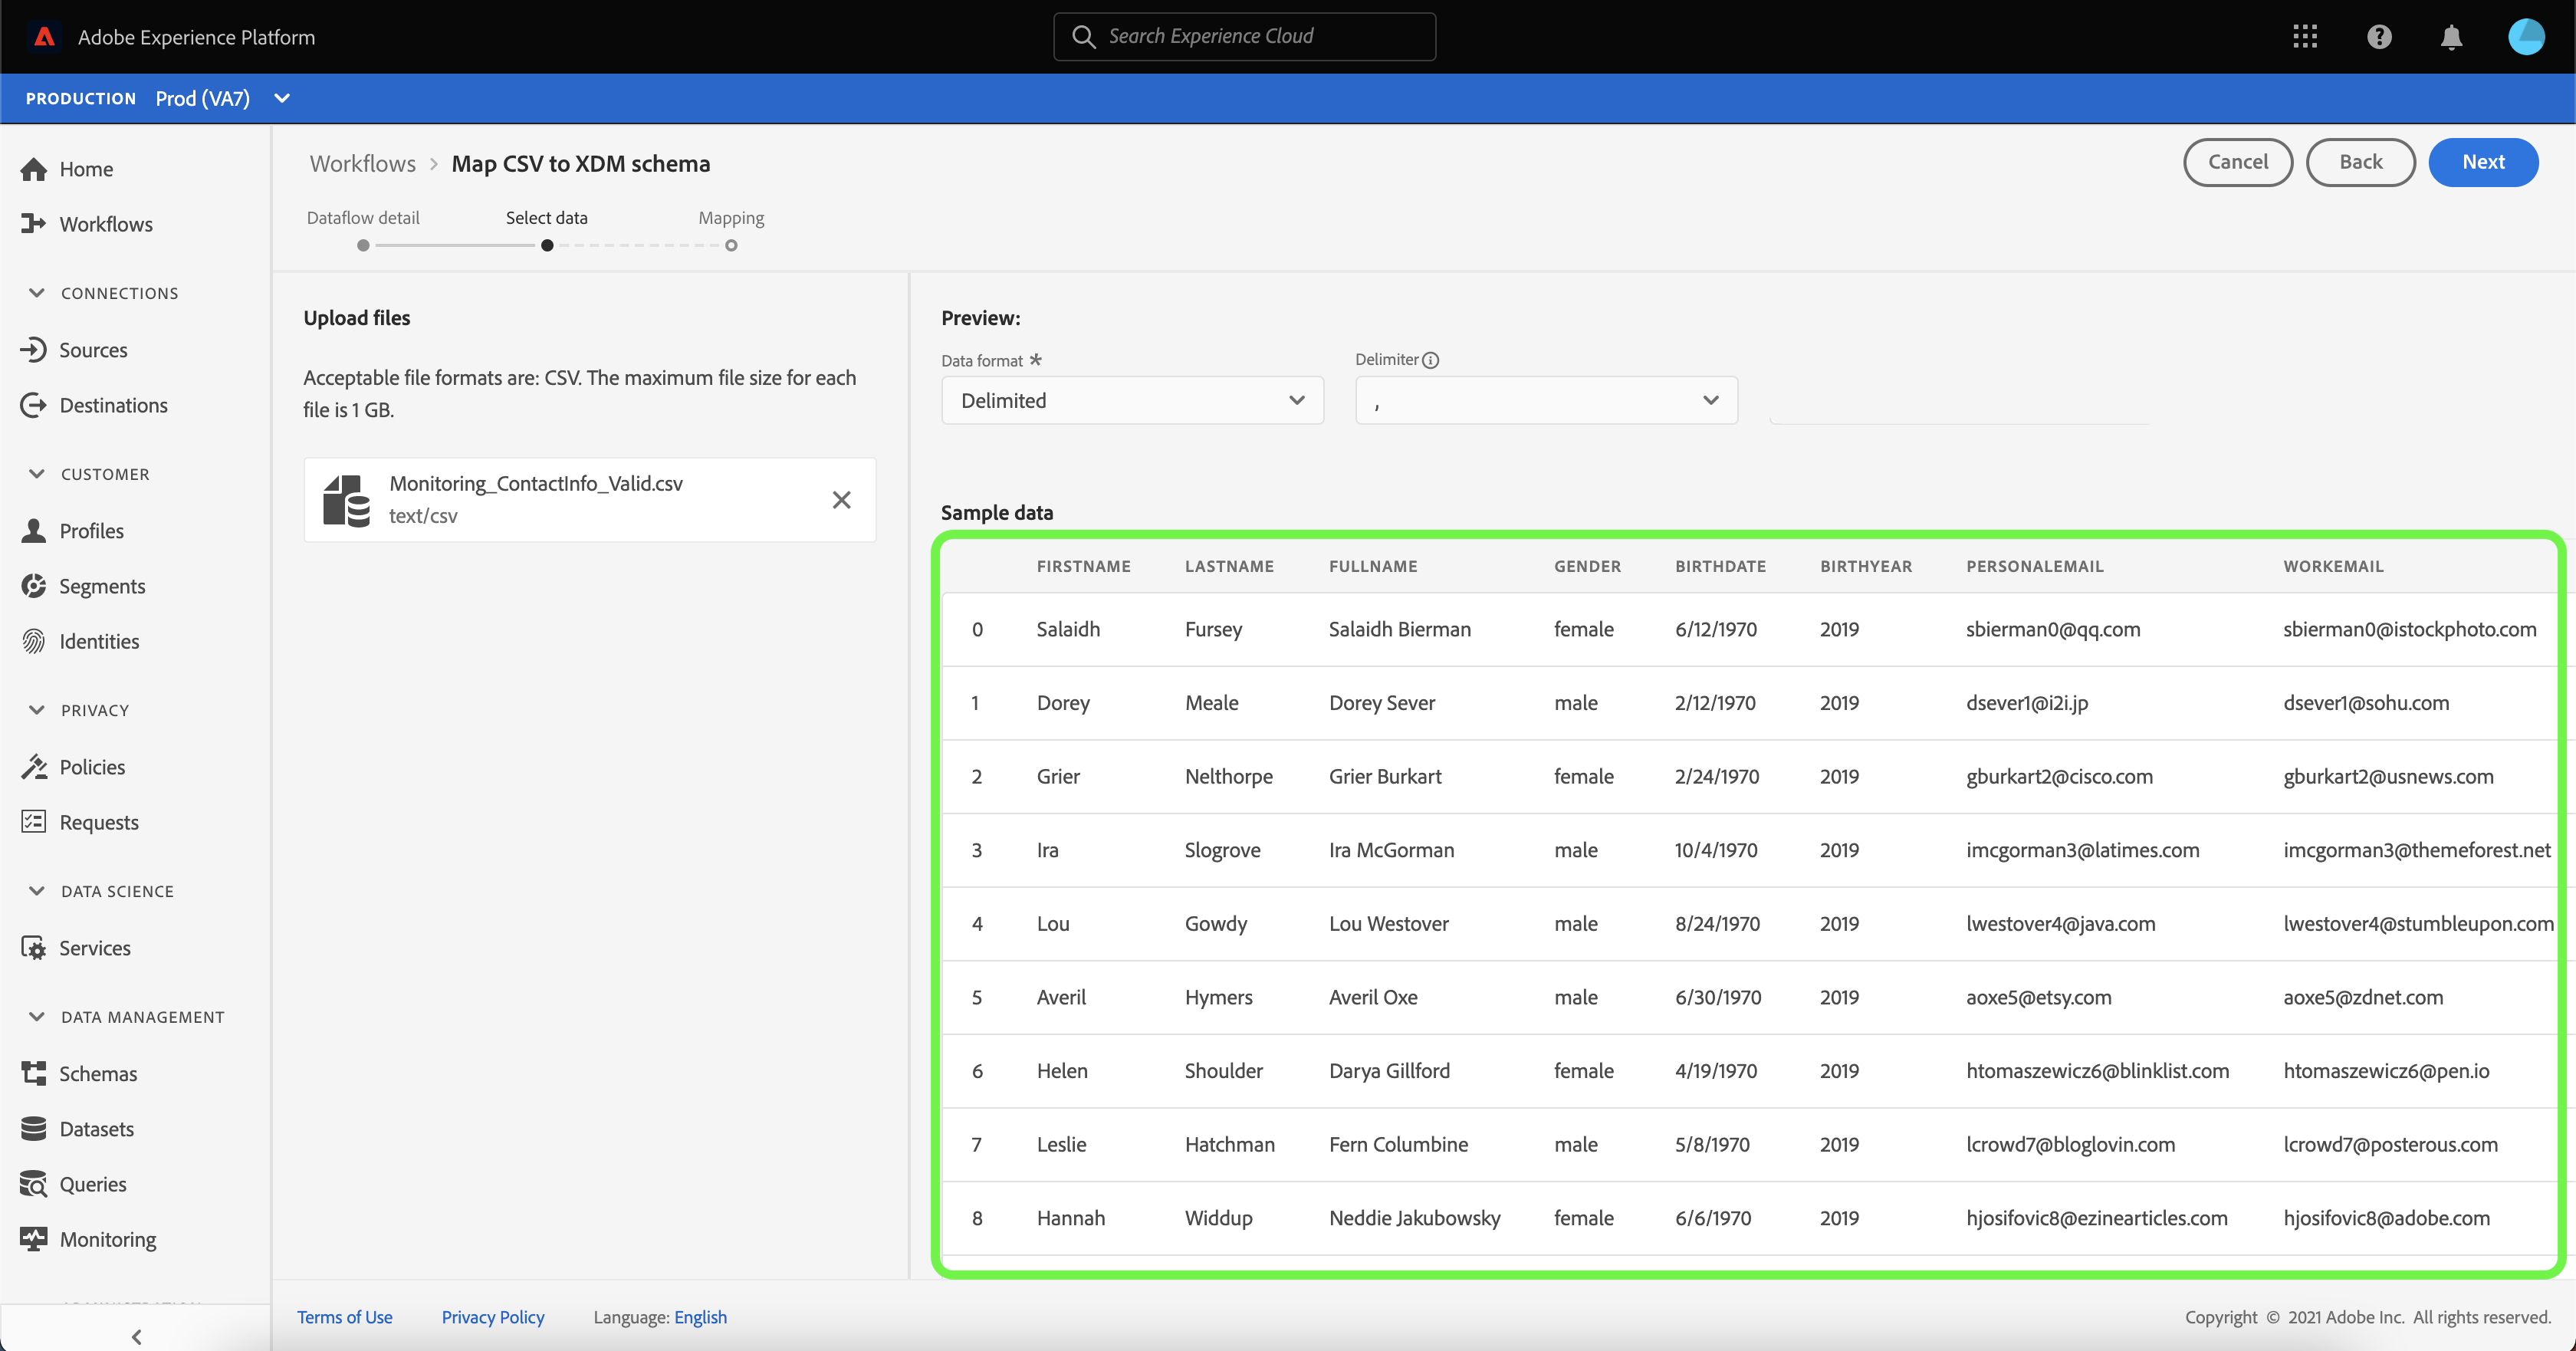 Adobe Experience Platform
Search Experience Cloud
PRODUCTION Prod (VA7)
Home
Workflows
CONNECTIONS
Sources
Destinations
CUSTOMER
Profiles
Segments
Identities
PRIVACY
Policies
Requests
DATA SCIENCE
Services
DATA MANAGEMENT
Schemas
Datasets
Queries
Monitoring
Workflows > Map CSV to XDM schema
Cancel Back Next
Dataflow detail Select data Mapping
Upload files
Acceptable file formats are: CSV. The maximum file size for each
file is 1 GB.
Monitoring_ContactInfo_Valid.csv
text/csv
Preview:
Data format * Delimiter
Delimited ,
Sample data
FIRSTNAME LASTNAME FULLNAME GENDER BIRTHDATE BIRTHYEAR PERSONALEMAIL WORKEMAIL
0 Salaidh Fursey Salaidh Bierman female 6/12/1970 2019 sbierman0@qq.com sbierman0@istockphoto.com
1 Dorey Meale Dorey Sever male 2/12/1970 2019 dsever1@i2i.jp dsever1@sohu.com
2 Grier Nelthorpe Grier Burkart female 2/24/1970 2019 gburkart2@cisco.com gburkart2@usnews.com
3 Ira Slogrove Ira McGorman male 10/4/1970 2019 imcgorman3@latimes.com imcgorman3@themeforest.net
4 Lou Gowdy Lou Westover male 8/24/1970 2019 lwestover4@java.com lwestover4@stumbleupon.com
5 Averil Hymers Averil Oxe male 6/30/1970 2019 aoxe5@etsy.com aoxe5@zdnet.com
6 Helen Shoulder Darya Gillford female 4/19/1970 2019 htomaszewicz6@blinklist.com htomaszewicz6@pen.io
7 Leslie Hatchman Fern Columbine male 5/8/1970 2019 lcrowd7@bloglovin.com lcrowd7@posterous.com
8 Hannah Widdup Neddie Jakubowsky female 6/6/1970 2019 hjosifovic8@ezinearticles.com hjosifovic8@adobe.com
Terms of Use Privacy Policy Language: English
Copyright © 2021 Adobe Inc. All rights reserved.